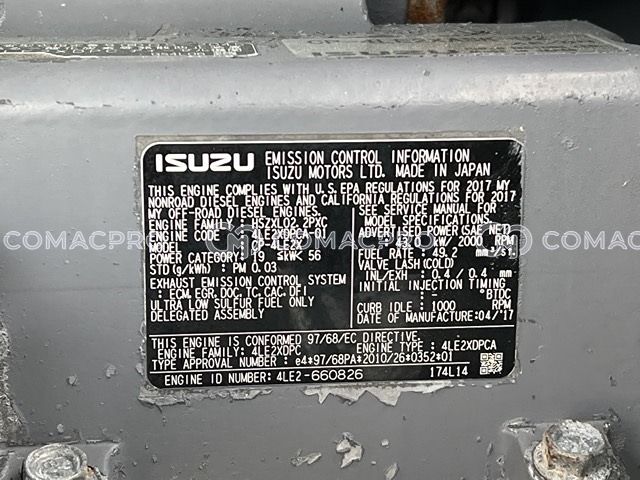 ISUZU EMISSION CONTROL INFORMATION
ISUZU MOTORS LTD. MADE IN JAPAN
THIS ENGINE COMPLIES WITH U.S. EPA REGULATIONS FOR 2017 MY
NONROAD DIESEL ENGINES AND CALIFORNIA REGULATIONS FOR 2017
MY OFF-ROAD DIESEL ENGINES.
ENGINE FAMILY : HSZXL02.2PXC
ENGINE CODE : 4LE2XDPCA-01
MODEL
POWER CATEGORY: 19 ≤kW< 56
STD (g/kWh) : PM 0.03
EXHAUST EMISSION CONTROL SYSTEM
: ECM, EGR, DOC, TC, CAC, DFI
ULTRA LOW SULFUR FUEL ONLY
DELEGATED ASSEMBLY
SEE SERVICE MANUAL FOR
MODEL SPECIFICATIONS.
ADVERTISED POWER (SAE NET)
kW/ 2000 RPM
FUEL RATE: 49.2 mm³/ST
VALVE LASH (COLD)
INL/EXH : 0.4 / 0.4 mm
INITIAL INJECTION TIMING
: °BTDC
CURB IDLE : 1000 RPM
DATE OF MANUFACTUR: 04/'17
THIS ENGINE IS CONFORMED 97/68/EC DIRECTIVE.
ENGINE FAMILY: 4LE2XDPC ENGINE TYPE: 4LE2XDPCA
TYPE APPROVAL NUMBER : e4*97/68PA*2010/26*0352*01
ENGINE ID NUMBER: 4LE2-660826 174L14
COMACPRO
COMACPRO
COMACPRO